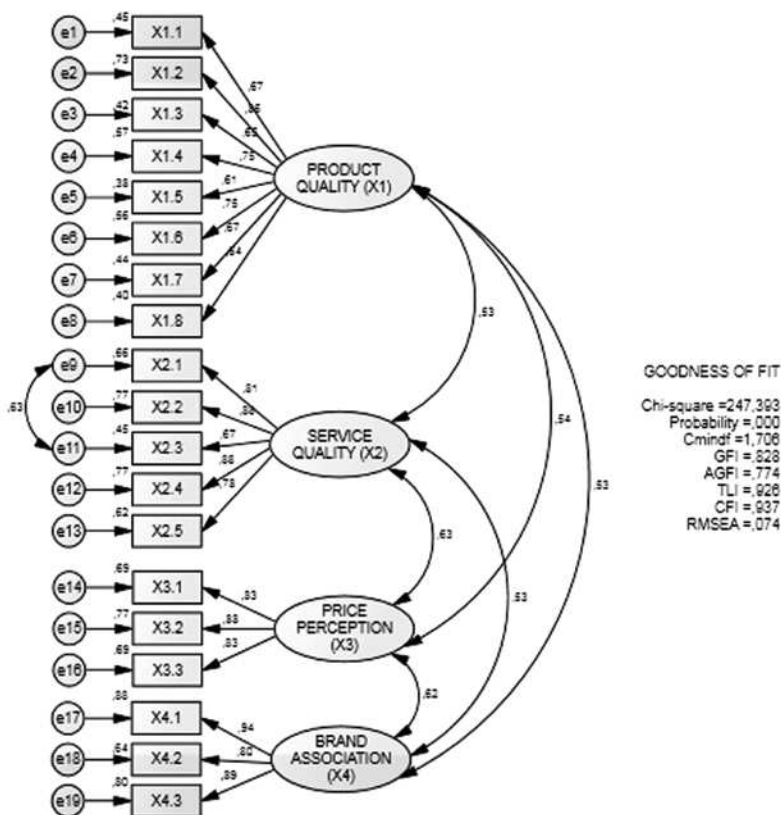 ,45
e1 X1.1
,73
e2 X1.2
,42
e3 X1.3
,57
e4 X1.4
,38
e5 X1.5
,56
e6 X1.6
,44
e7 X1.7
,40
e8 X1.8
,67
,65
,75
,61
,75
,67
,64
PRODUCT
QUALITY (X1)
,66
e9 X2.1
,77
e10 X2.2
,45
e11 X2.3
,77
e12 X2.4
,62
e13 X2.5
,63
,81
,67
,88
,78
SERVICE
QUALITY (X2)
,69
e14 X3.1
,77
e15 X3.2
,69
e16 X3.3
,83
,88
,83
PRICE
PERCEPTION
(X3)
,88
e17 X4.1
,64
e18 X4.2
,80
e19 X4.3
,94
,80
,89
BRAND
ASSOCIATION
(X4)
,53
,54
,53
,63
,53
,62
GOODNESS OF FIT
Chi-square =247,393
Probability =,000
Cmindf =1,706
GFI =,828
AGFI =,774
TLI =,926
CFI =,937
RMSEA =,074